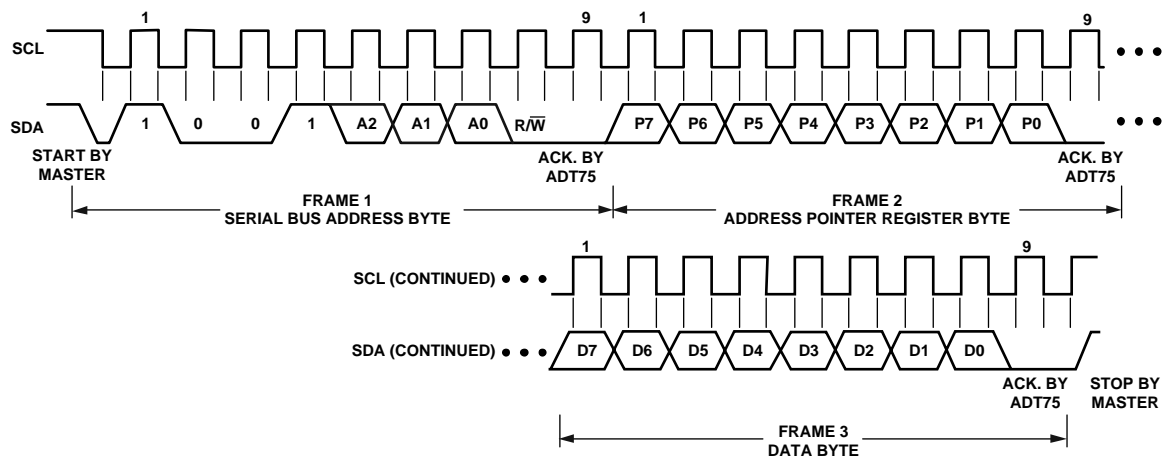 1 9 1 9
SCL
SDA 1 0 0 1 A2 A1 A0 R/W̅ P7 P6 P5 P4 P3 P2 P1 P0
START BY
MASTER
ACK. BY
ADT75
ACK. BY
ADT75
FRAME 1
SERIAL BUS ADDRESS BYTE
FRAME 2
ADDRESS POINTER REGISTER BYTE
1 9
SCL (CONTINUED)
SDA (CONTINUED) D7 D6 D5 D4 D3 D2 D1 D0
ACK. BY
ADT75
STOP BY
MASTER
FRAME 3
DATA BYTE